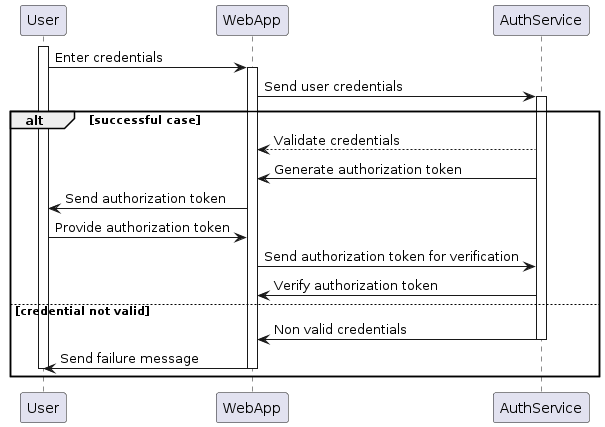 User WebApp AuthService
Enter credentials
Send user credentials
alt [successful case]
Validate credentials
Generate authorization token
Send authorization token
Provide authorization token
Send authorization token for verification
Verify authorization token
[credential not valid]
Non valid credentials
Send failure message
User WebApp AuthService